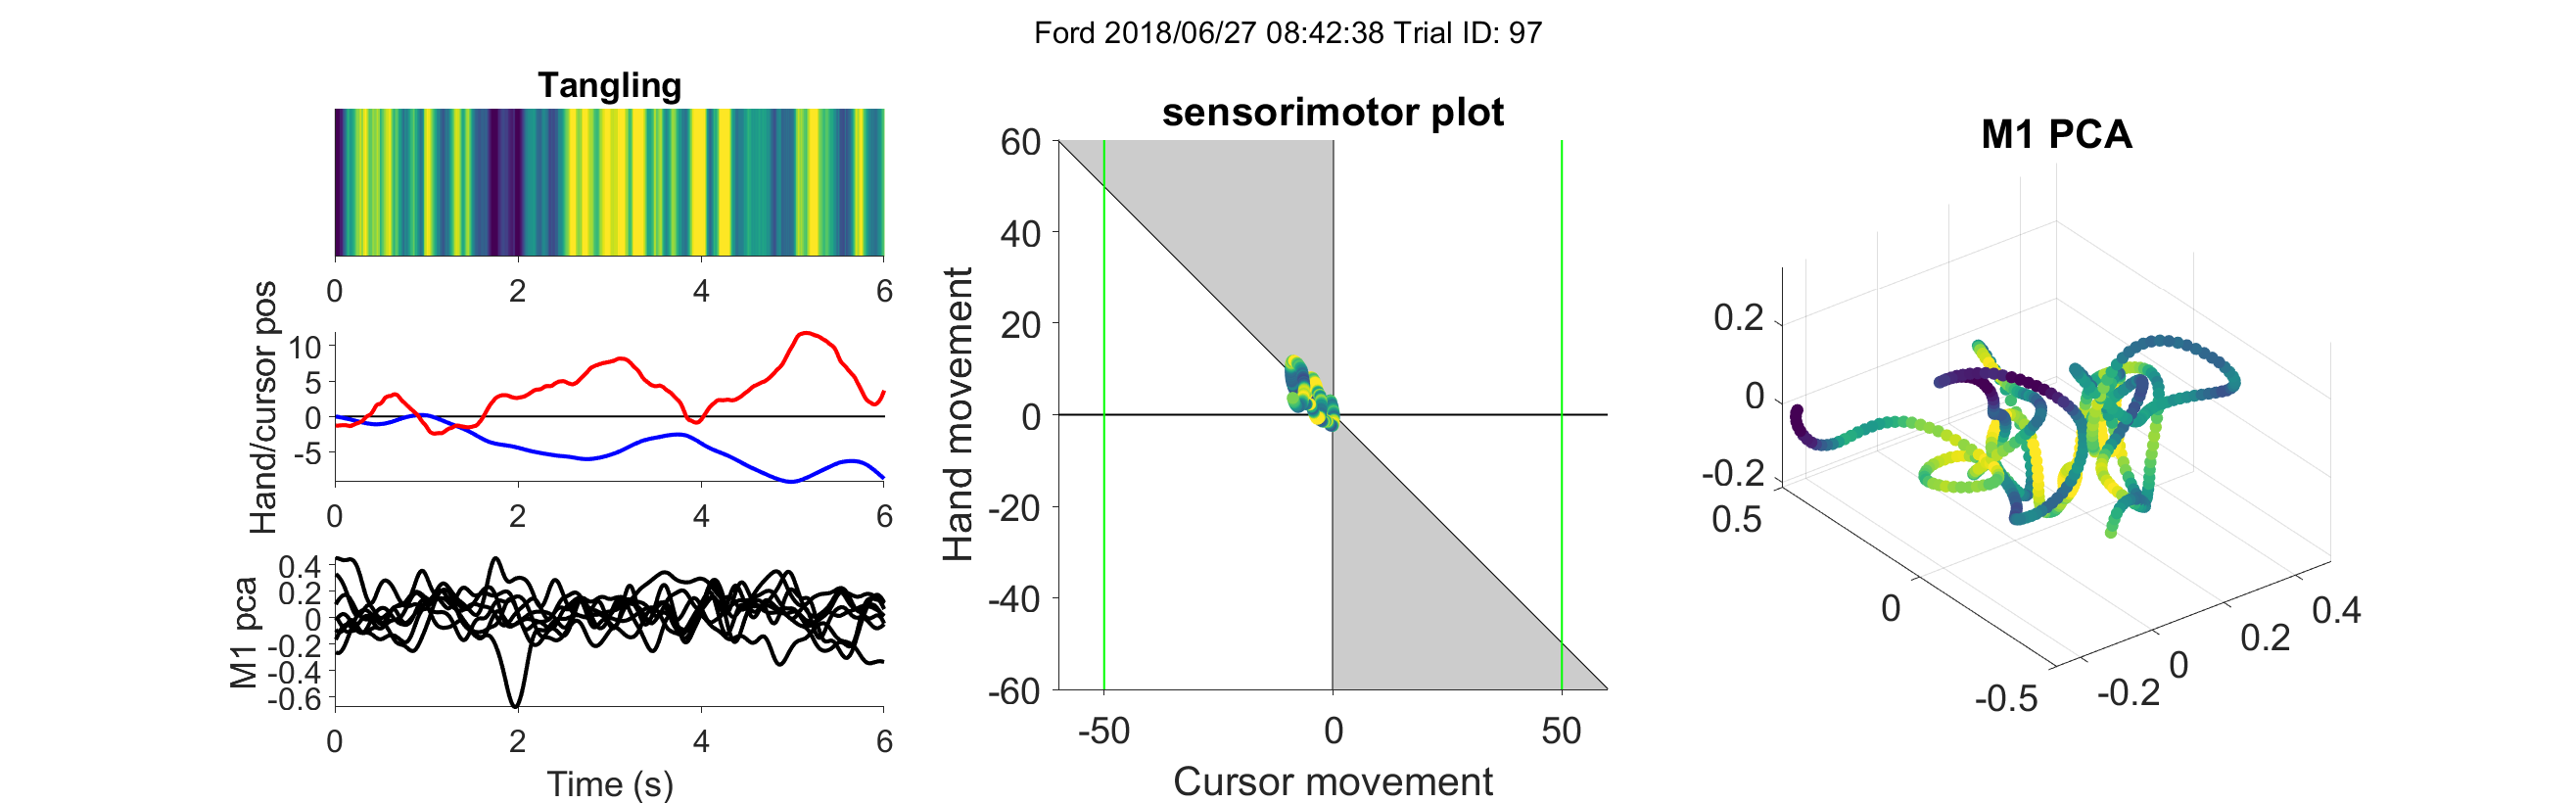 Ford 2018/06/27 08:42:38 Trial ID: 97
Tangling
0 2 4 6
Hand/cursor pos
10
5
0
-5
0 2 4 6
M1 pca
0.4
0.2
0
-0.2
-0.4
-0.6
0 2 4 6
Time (s)
sensorimotor plot
Hand movement
60
40
20
0
-20
-40
-60
-50 0 50
Cursor movement
M1 PCA
0.2
0
-0.2
0.5
0
-0.5
-0.2
0
0.2
0.4